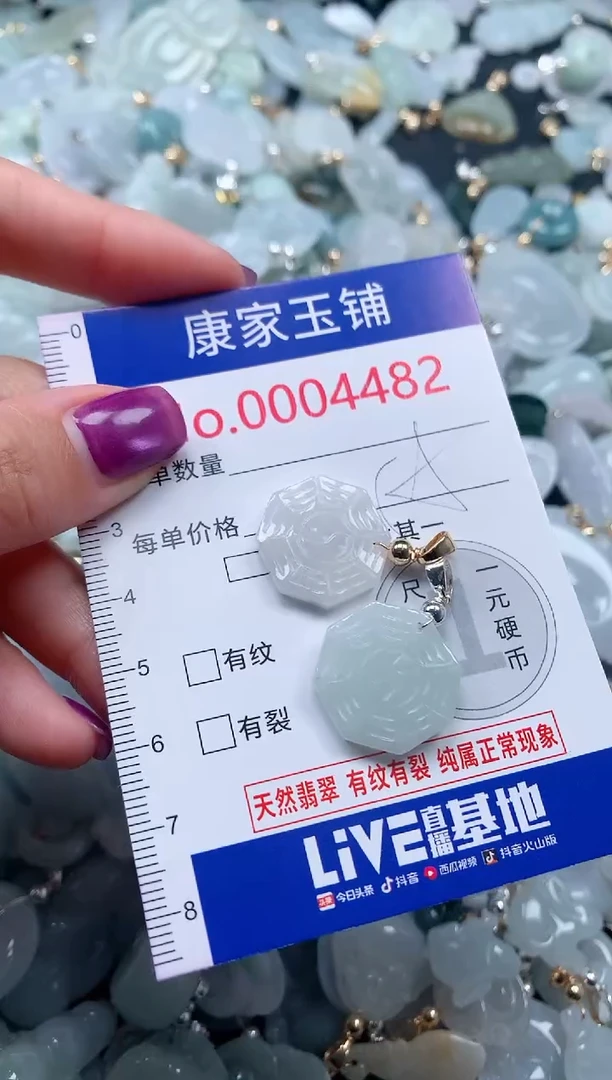 0
康家玉铺
o.0004482
单数量
3
每单价格
其一
4
尺
一元硬币
1
5
有纹
6
有裂
天然翡翠 有纹有裂 纯属正常现象
7
LiVE直播基地
头条 今日头条 抖音 西瓜视频 抖音火山版
8